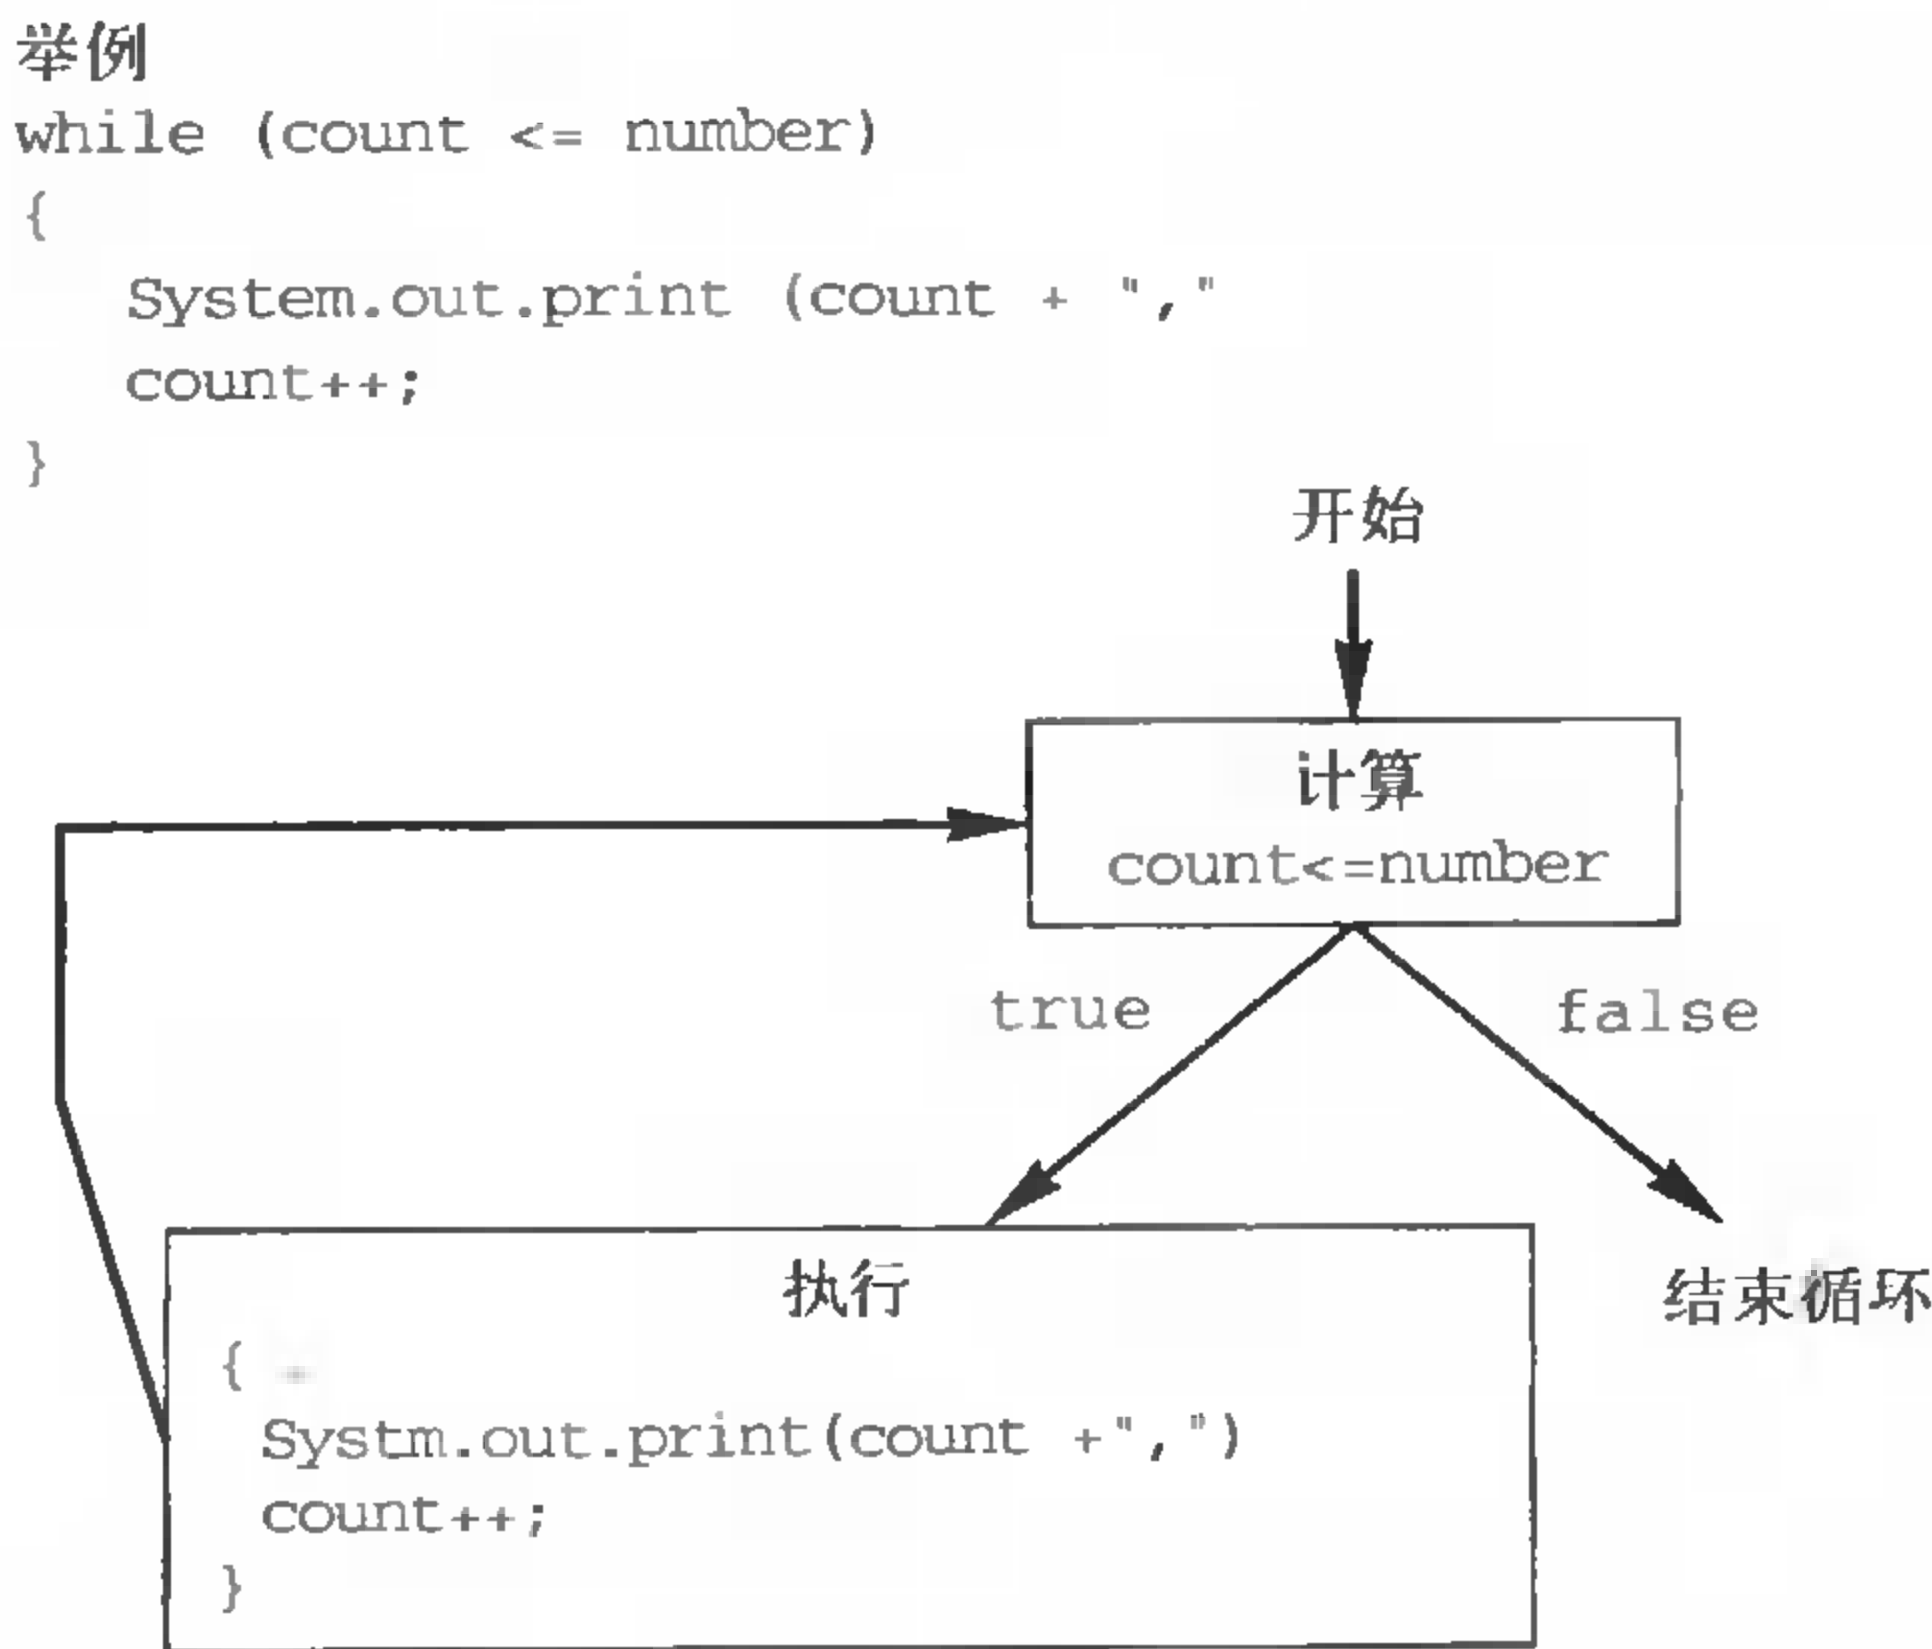 举例
while (count <= number)
{
System.out.print (count + ","
count++;
}
开始
计算
count<=number
true
false
执行
结束循环
{
Systm.out.print(count +",")
count++;
}